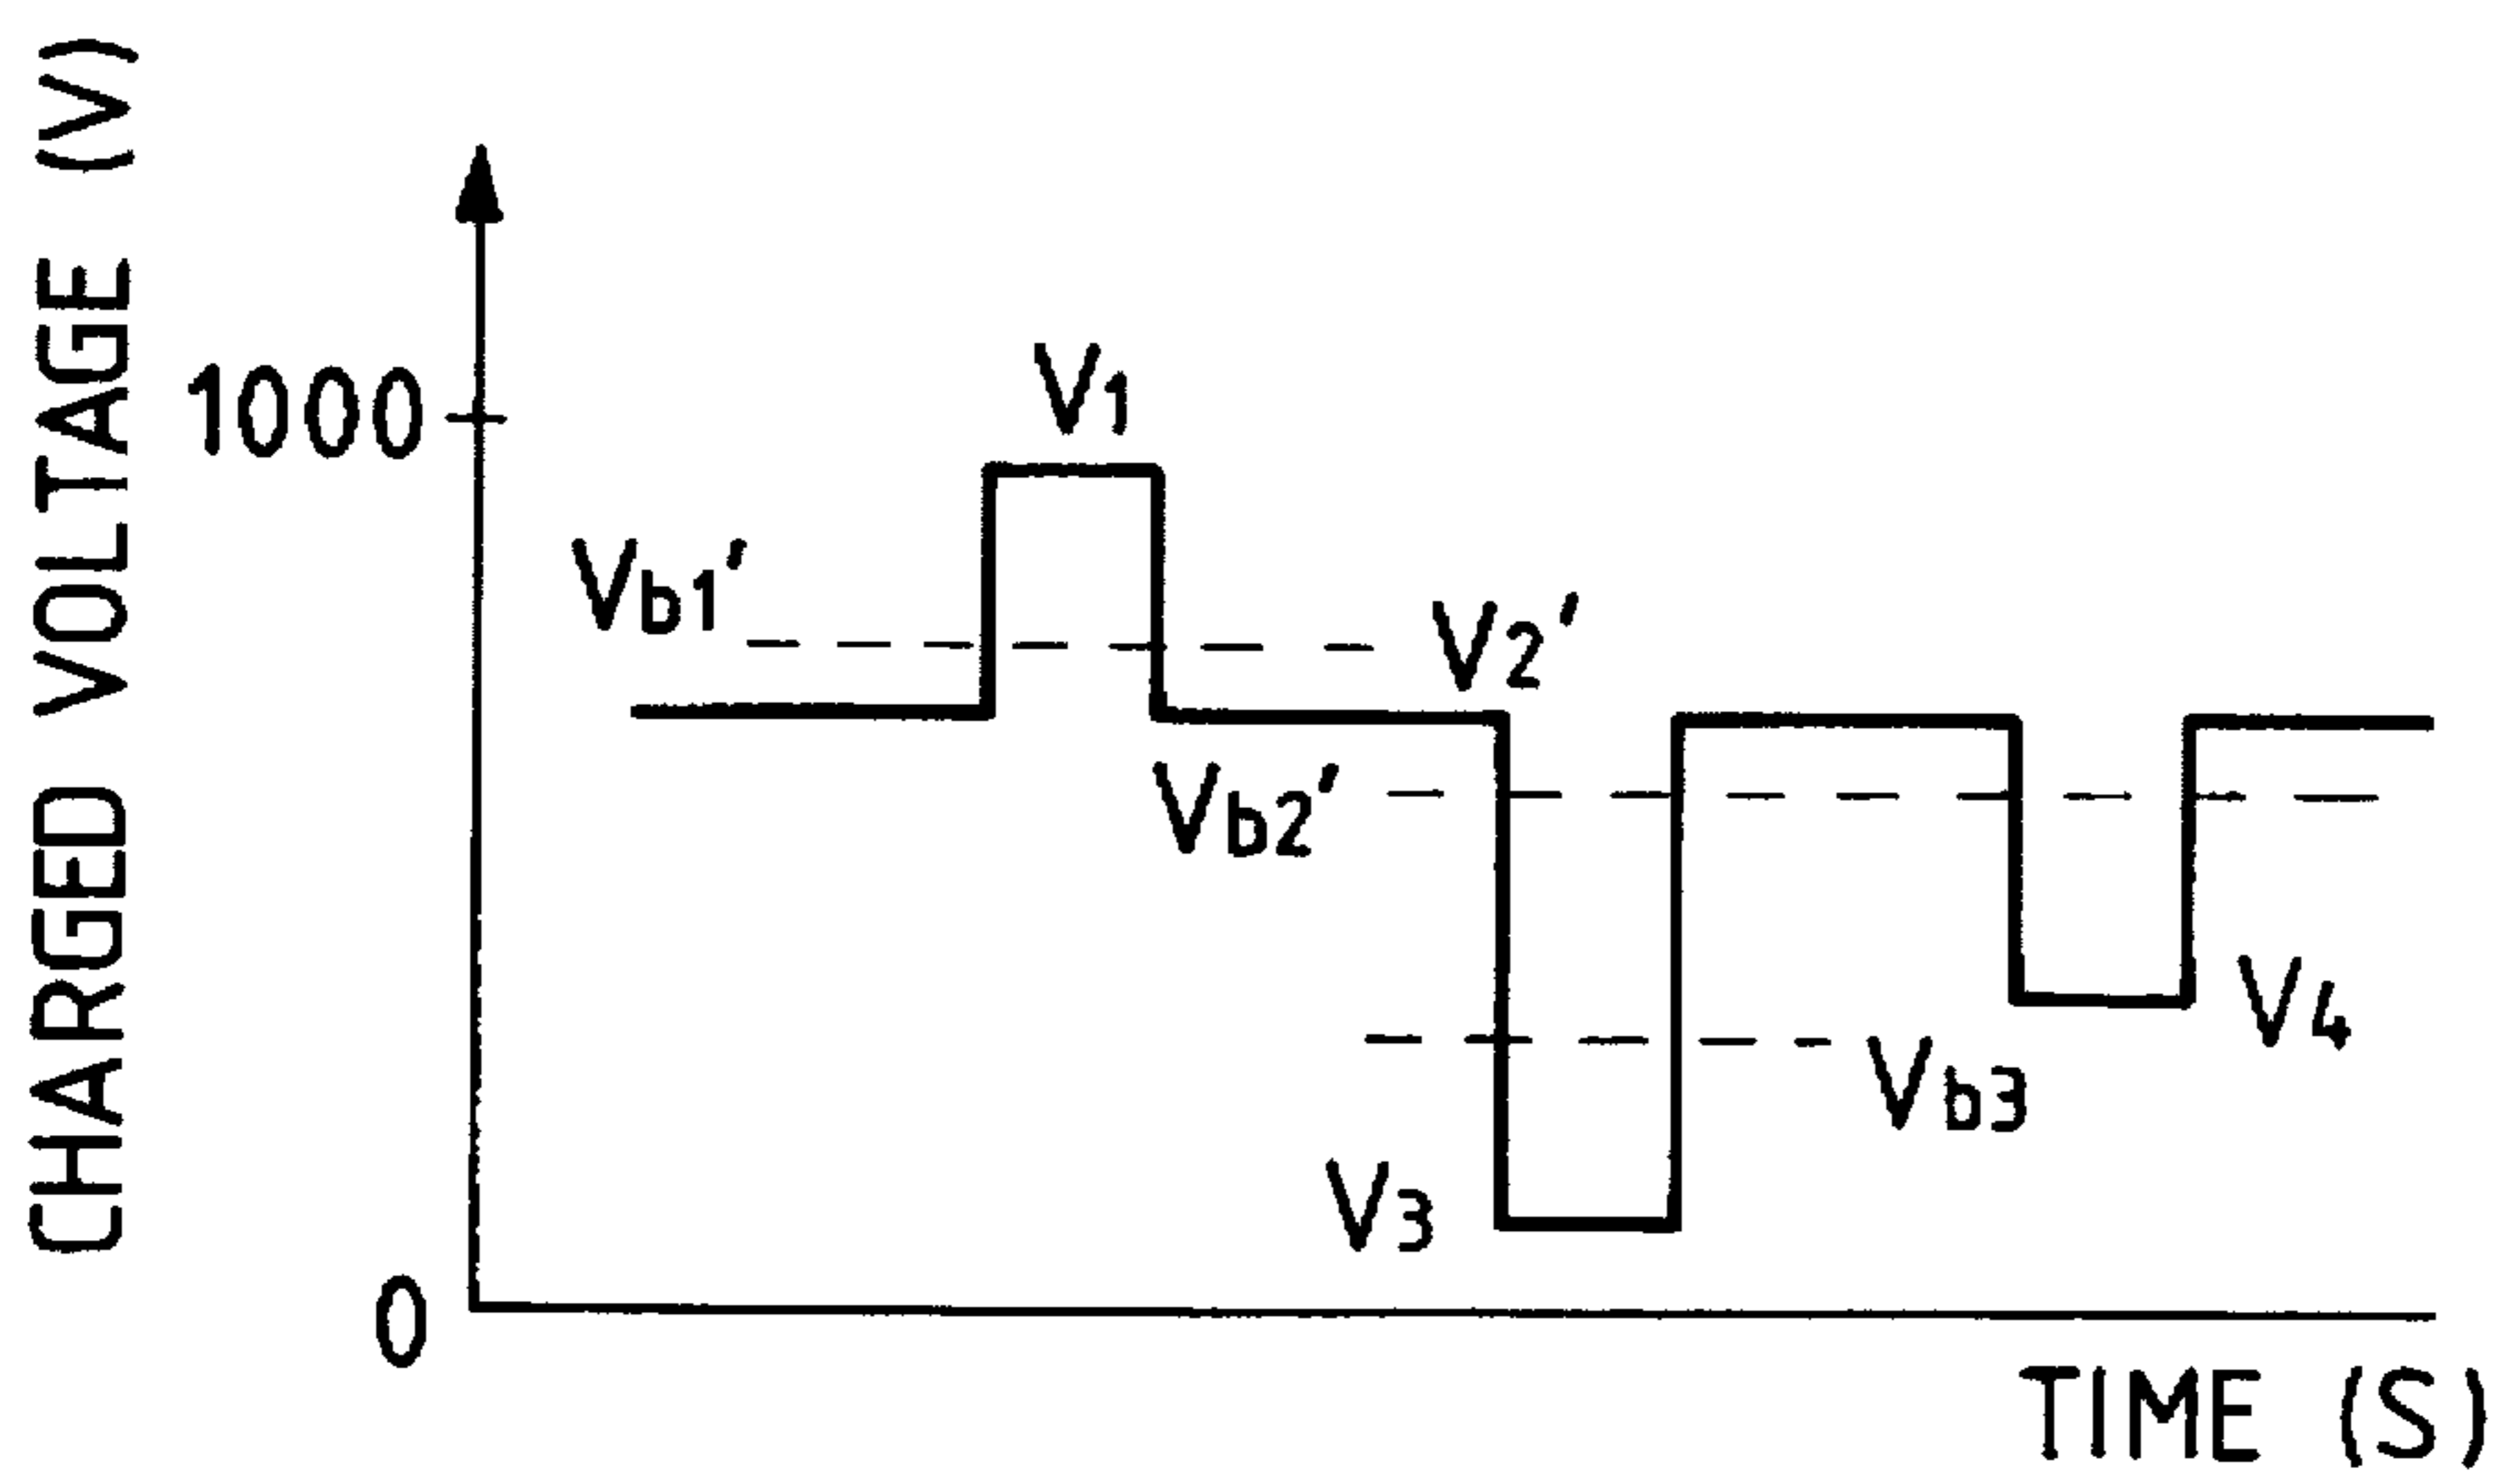 CHARGED VOLTAGE (V)
1000
V1
Vb1'
V2'
Vb2'
Vb3
V4
V3
0
TIME (S)